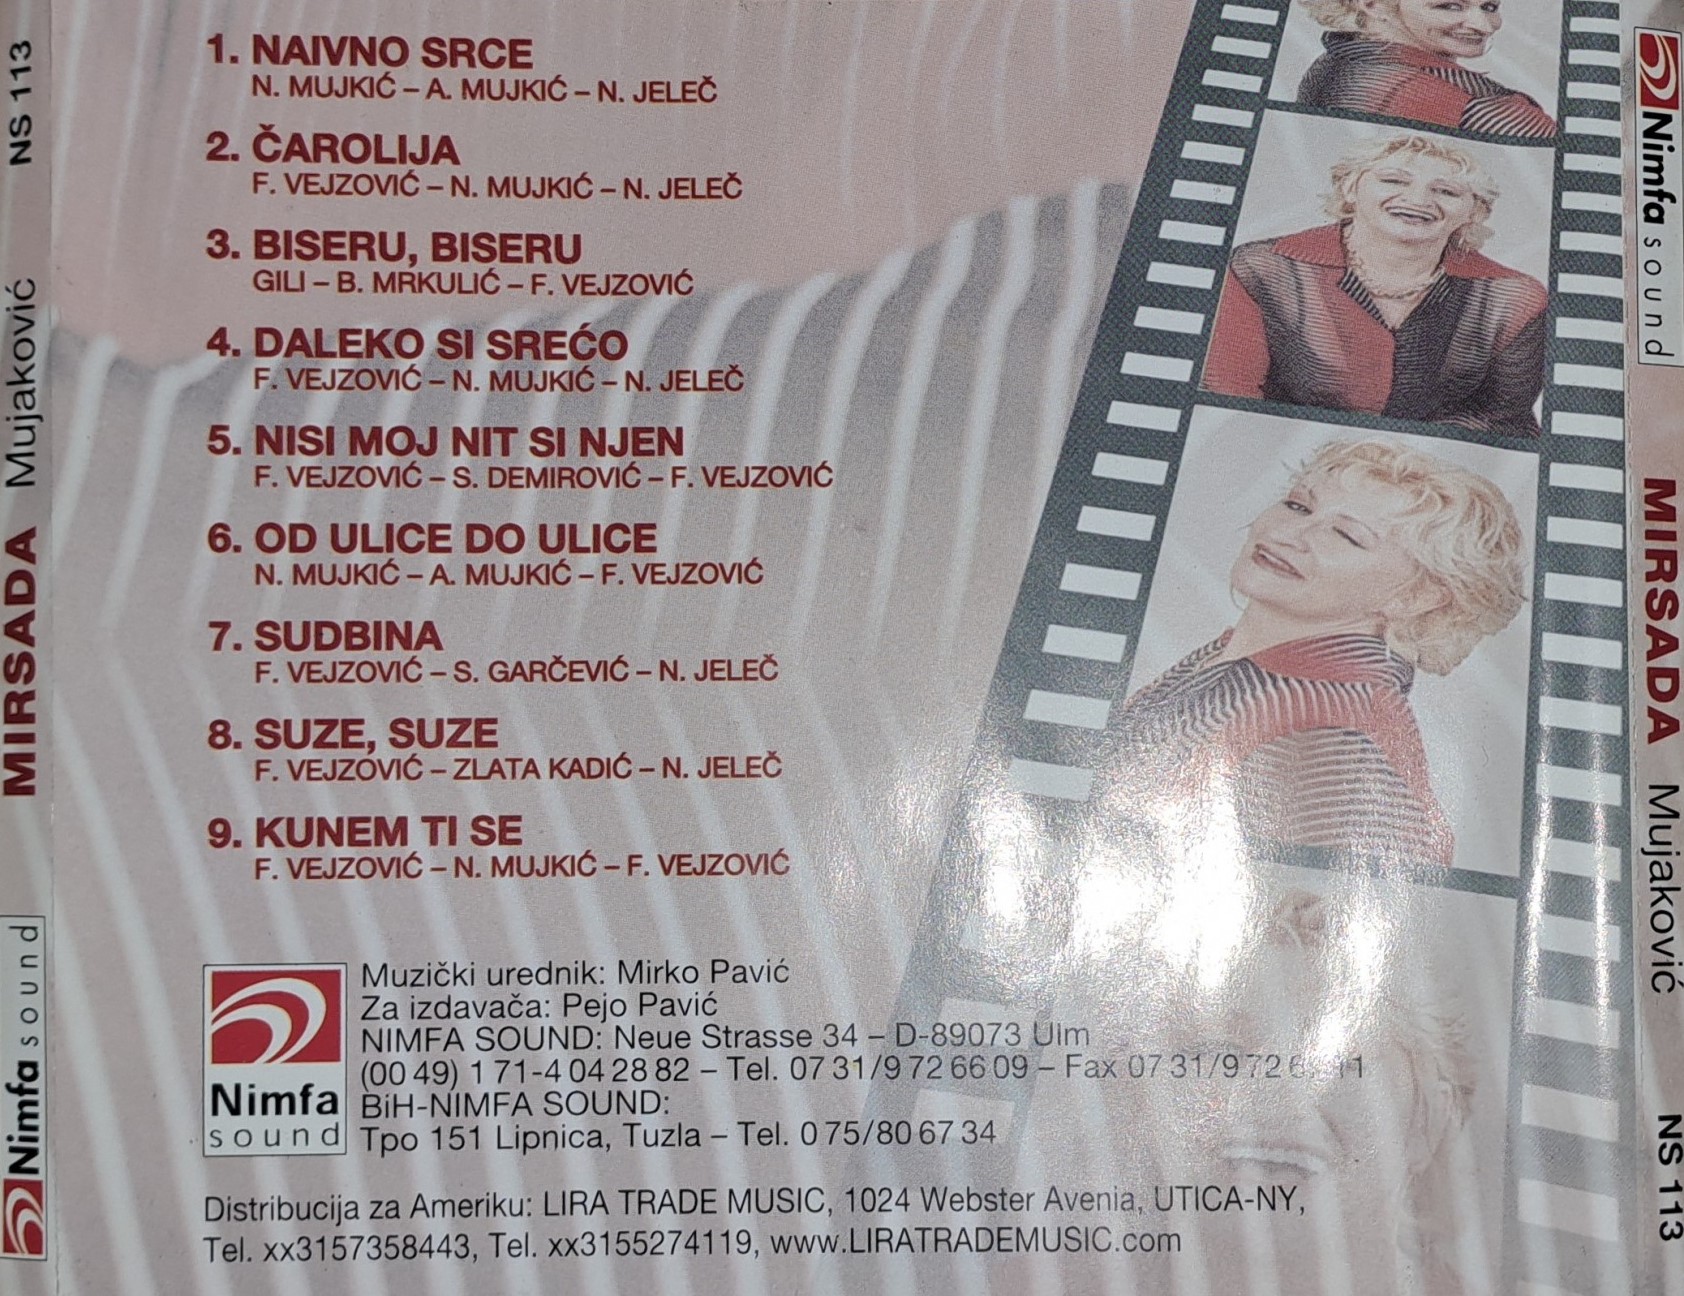 1. NAIVNO SRCE
N. MUJKIĆ – A. MUJKIĆ – N. JELEČ
2. ČAROLIJA
F. VEJZOVIĆ – N. MUJKIĆ – N. JELEČ
3. BISERU, BISERU
GILI – B. MRKULIĆ – F. VEJZOVIĆ
4. DALEKO SI SREĆO
F. VEJZOVIĆ – N. MUJKIĆ – N. JELEČ
5. NISI MOJ NIT SI NJEN
F. VEJZOVIĆ – S. DEMIROVIĆ – F. VEJZOVIĆ
6. OD ULICE DO ULICE
N. MUJKIĆ – A. MUJKIĆ – F. VEJZOVIĆ
7. SUDBINA
F. VEJZOVIĆ – S. GARČEVIĆ – N. JELEČ
8. SUZE, SUZE
F. VEJZOVIĆ – ZLATA KADIĆ – N. JELEČ
9. KUNEM TI SE
F. VEJZOVIĆ – N. MUJKIĆ – F. VEJZOVIĆ
Nimfa
sound
Muzički urednik: Mirko Pavić
Za izdavača: Pejo Pavić
NIMFA SOUND: Neue Strasse 34 – D-89073 Ulm
(00 49) 1 71-4 04 28 82 – Tel. 07 31/9 72 66 09 – Fax 07 31/9 72
BiH-NIMFA SOUND:
Tpo 151 Lipnica, Tuzla – Tel. 0 75/80 67 34
Distribucija za Ameriku: LIRA TRADE MUSIC, 1024 Webster Avenia, UTICA-NY,
Tel. xx3157358443, Tel. xx3155274119, www.LIRATRADEMUSIC.com
Nimfa sound MIRSADA Mujaković NS 113
Nimfa sound MIRSADA Mujaković NS 113